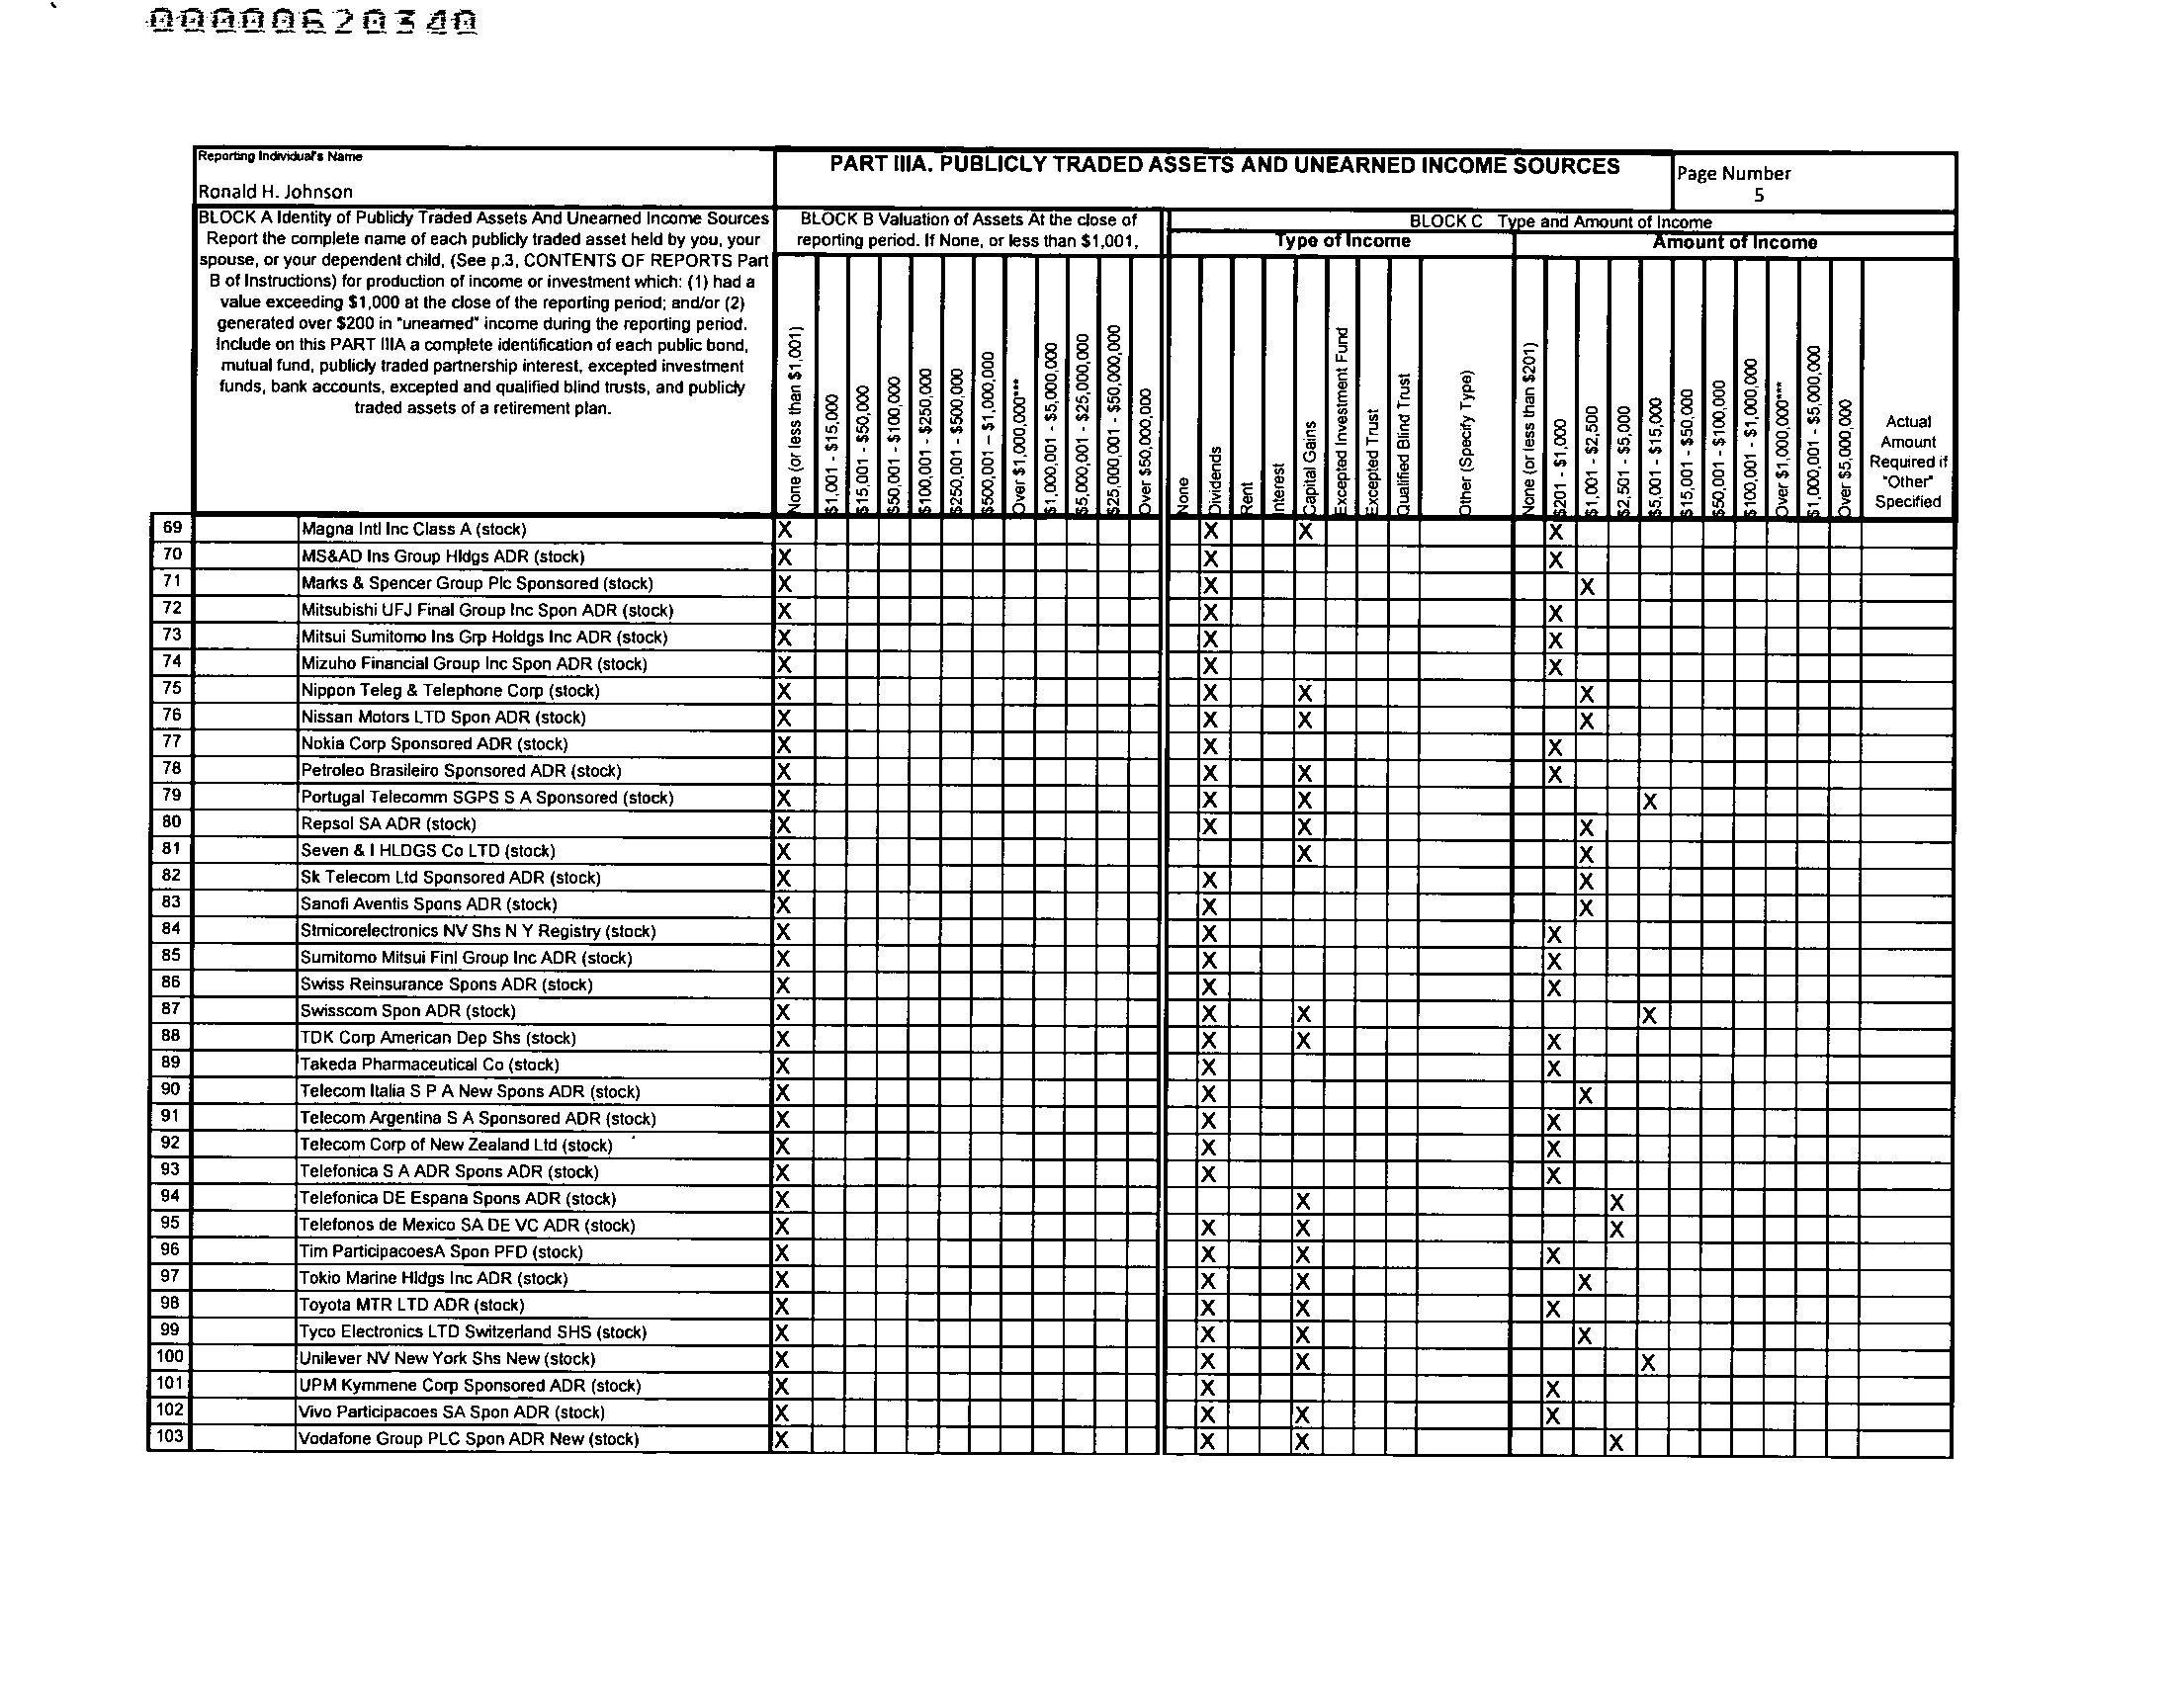 00000620340
Reporting Individual's Name
Ronald H. Johnson
PART IIIA. PUBLICLY TRADED ASSETS AND UNEARNED INCOME SOURCES
Page Number
5
BLOCK A Identity of Publicly Traded Assets And Unearned Income Sources
Report the complete name of each publicly traded asset held by you, your
spouse, or your dependent child, (See p.3, CONTENTS OF REPORTS Part
B of Instructions) for production of income or investment which: (1) had a
value exceeding $1,000 at the close of the reporting period; and/or (2)
generated over $200 in "unearned" income during the reporting period.
Include on this PART IIIA a complete identification of each public bond,
mutual fund, publicly traded partnership interest, excepted investment
funds, bank accounts, excepted and qualified blind trusts, and publicly
traded assets of a retirement plan.
BLOCK B Valuation of Assets At the close of
reporting period. If None, or less than $1,001,
BLOCK C Type and Amount of Income
Type of Income
Amount of Income
None (or less than $1,001)
$1,001 - $15,000
$15,001 - $50,000
$50,001 - $100,000
$100,001 - $250,000
$250,001 - $500,000
$500,001 – $1,000,000
Over $1,000,000***
$1,000,001 - $5,000,000
$5,000,001 - $25,000,000
$25,000,001 - $50,000,000
Over $50,000,000
None
Dividends
Rent
Interest
Capital Gains
Excepted Investment Fund
Excepted Trust
Qualified Blind Trust
Other (Specify Type)
None (or less than $201)
$201 - $1,000
$1,001 - $2,500
$2,501 - $5,000
$5,001 - $15,000
$15,001 - $50,000
$50,001 - $100,000
$100,001 - $1,000,000
Over $1,000,000***
$1,000,001 - $5,000,000
Over $5,000,000
Actual
Amount
Required if
"Other"
Specified
69 Magna Intl Inc Class A (stock) X X X X
70 MS&AD Ins Group Hldgs ADR (stock) X X X
71 Marks & Spencer Group Plc Sponsored (stock) X X X
72 Mitsubishi UFJ Final Group Inc Spon ADR (stock) X X X
73 Mitsui Sumitomo Ins Grp Holdgs Inc ADR (stock) X X X
74 Mizuho Financial Group Inc Spon ADR (stock) X X X
75 Nippon Teleg & Telephone Corp (stock) X X X X
76 Nissan Motors LTD Spon ADR (stock) X X X X
77 Nokia Corp Sponsored ADR (stock) X X X
78 Petroleo Brasileiro Sponsored ADR (stock) X X X X
79 Portugal Telecomm SGPS S A Sponsored (stock) X X X X
80 Repsol SA ADR (stock) X X X X
81 Seven & I HLDGS Co LTD (stock) X X X
82 Sk Telecom Ltd Sponsored ADR (stock) X X X
83 Sanofi Aventis Spons ADR (stock) X X X
84 Stmicorelectronics NV Shs N Y Registry (stock) X X X
85 Sumitomo Mitsui Finl Group Inc ADR (stock) X X X
86 Swiss Reinsurance Spons ADR (stock) X X X
87 Swisscom Spon ADR (stock) X X X X
88 TDK Corp American Dep Shs (stock) X X X X
89 Takeda Pharmaceutical Co (stock) X X X
90 Telecom Italia S P A New Spons ADR (stock) X X X
91 Telecom Argentina S A Sponsored ADR (stock) X X X
92 Telecom Corp of New Zealand Ltd (stock) X X X
93 Telefonica S A ADR Spons ADR (stock) X X X
94 Telefonica DE Espana Spons ADR (stock) X X X
95 Telefonos de Mexico SA DE VC ADR (stock) X X X X
96 Tim ParticipacoesA Spon PFD (stock) X X X X
97 Tokio Marine Hldgs Inc ADR (stock) X X X X
98 Toyota MTR LTD ADR (stock) X X X X
99 Tyco Electronics LTD Switzerland SHS (stock) X X X X
100 Unilever NV New York Shs New (stock) X X X X
101 UPM Kymmene Corp Sponsored ADR (stock) X X X
102 Vivo Participacoes SA Spon ADR (stock) X X X X
103 Vodafone Group PLC Spon ADR New (stock) X X X X